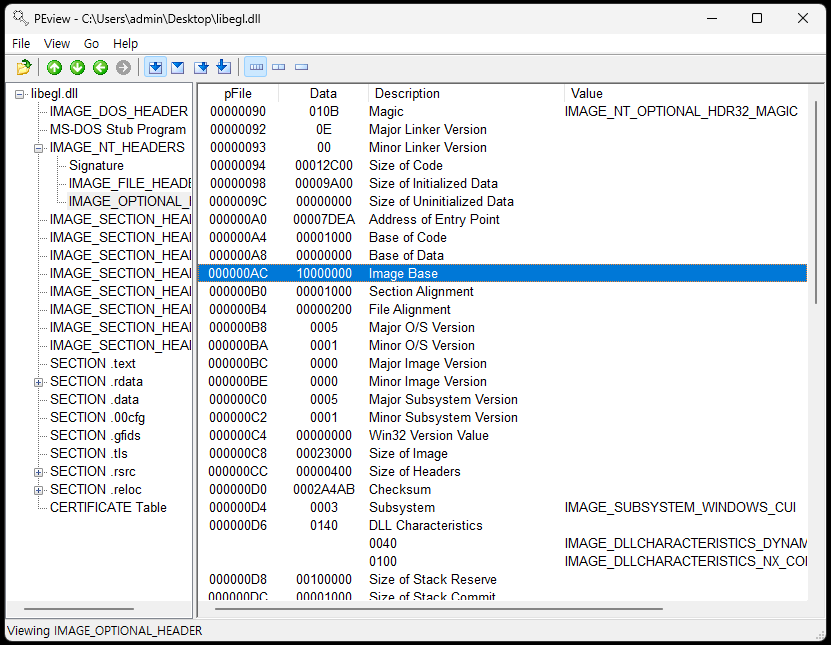 PEview - C:\Users\admin\Desktop\libegl.dll
File View Go Help
libegl.dll
IMAGE_DOS_HEADER
MS-DOS Stub Program
IMAGE_NT_HEADERS
Signature
IMAGE_FILE_HEADE
IMAGE_OPTIONAL_
IMAGE_SECTION_HEAI
IMAGE_SECTION_HEAI
IMAGE_SECTION_HEAI
IMAGE_SECTION_HEAI
IMAGE_SECTION_HEAI
IMAGE_SECTION_HEAI
IMAGE_SECTION_HEAI
IMAGE_SECTION_HEAI
SECTION .text
SECTION .rdata
SECTION .data
SECTION .00cfg
SECTION .gfids
SECTION .tls
SECTION .rsrc
SECTION .reloc
CERTIFICATE Table
pFile Data Description Value
00000090 010B Magic IMAGE_NT_OPTIONAL_HDR32_MAGIC
00000092 0E Major Linker Version
00000093 00 Minor Linker Version
00000094 00012C00 Size of Code
00000098 00009A00 Size of Initialized Data
0000009C 00000000 Size of Uninitialized Data
000000A0 00007DEA Address of Entry Point
000000A4 00001000 Base of Code
000000A8 00000000 Base of Data
000000AC 10000000 Image Base
000000B0 00001000 Section Alignment
000000B4 00000200 File Alignment
000000B8 0005 Major O/S Version
000000BA 0001 Minor O/S Version
000000BC 0000 Major Image Version
000000BE 0000 Minor Image Version
000000C0 0005 Major Subsystem Version
000000C2 0001 Minor Subsystem Version
000000C4 00000000 Win32 Version Value
000000C8 00023000 Size of Image
000000CC 00000400 Size of Headers
000000D0 0002A4AB Checksum
000000D4 0003 Subsystem IMAGE_SUBSYSTEM_WINDOWS_CUI
000000D6 0140 DLL Characteristics
0040 IMAGE_DLLCHARACTERISTICS_DYNAM
0100 IMAGE_DLLCHARACTERISTICS_NX_COI
000000D8 00100000 Size of Stack Reserve
000000DC 00001000 Size of Stack Commit
Viewing IMAGE_OPTIONAL_HEADER